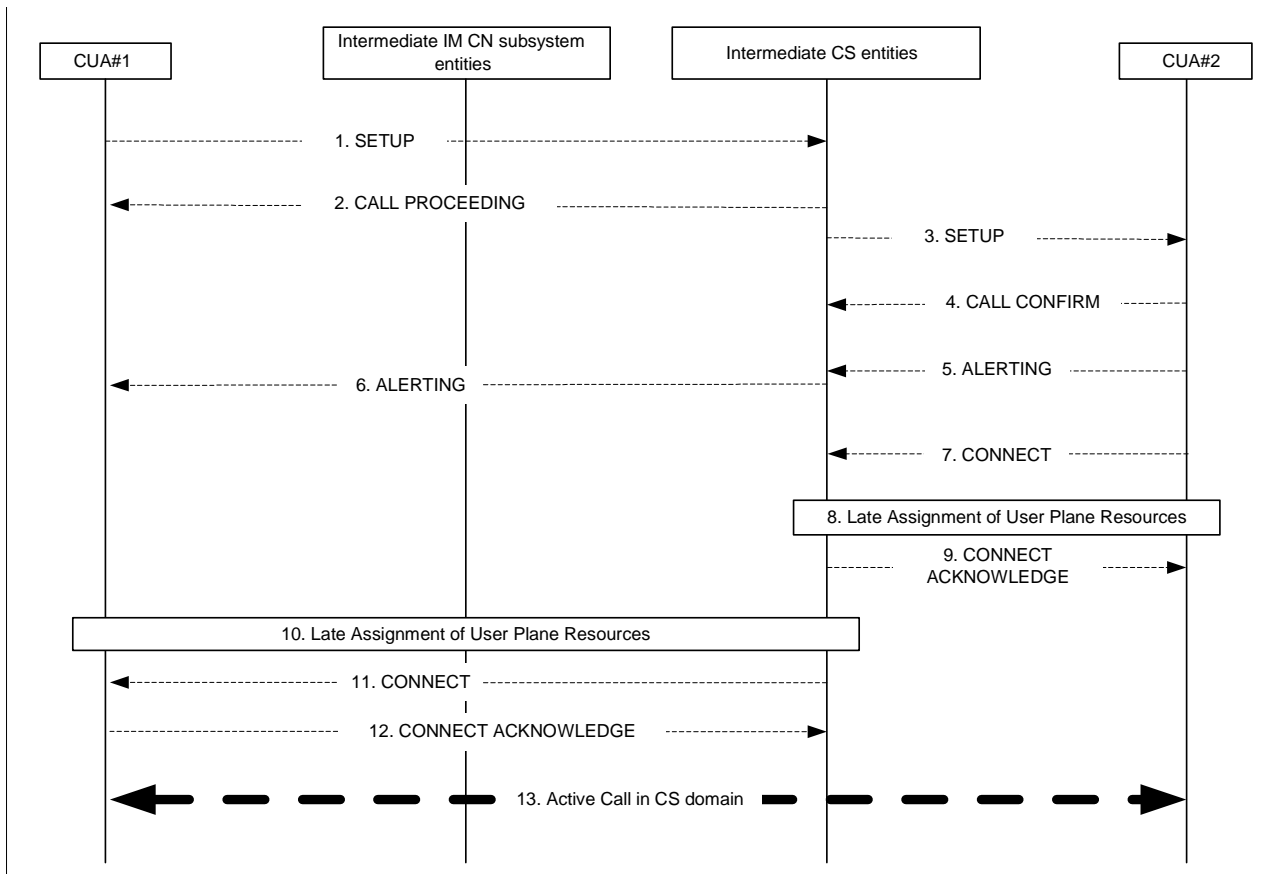 CUA#1
Intermediate IM CN subsystem
entities
Intermediate CS entities
CUA#2
1. SETUP
2. CALL PROCEEDING
3. SETUP
4. CALL CONFIRM
5. ALERTING
6. ALERTING
7. CONNECT
8. Late Assignment of User Plane Resources
9. CONNECT
ACKNOWLEDGE
10. Late Assignment of User Plane Resources
11. CONNECT
12. CONNECT ACKNOWLEDGE
13. Active Call in CS domain